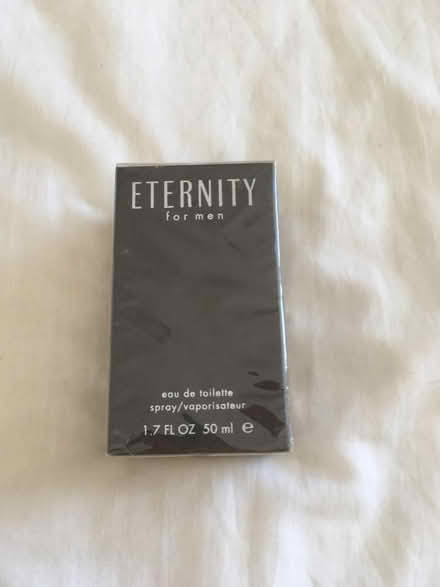 ETERNITY
for men
eau de toilette
spray/vaporisateur
1.7 FL OZ 50 ml ℮